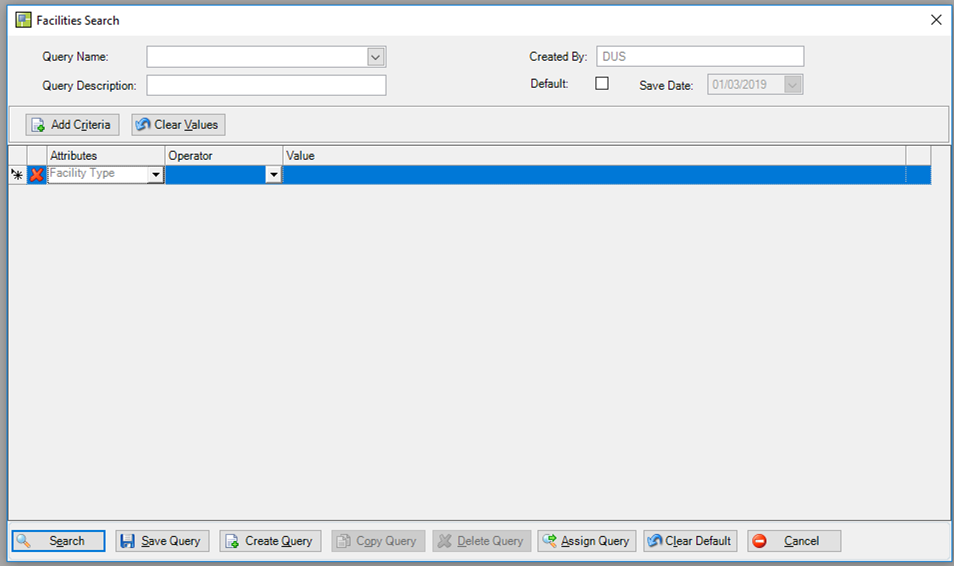 Facilities Search
Query Name: Created By: DUS
Query Description: Default: Save Date: 01/03/2019
Add Criteria Clear Values
Attributes Operator Value
Facility Type
Search Save Query Create Query Copy Query Delete Query Assign Query Clear Default Cancel